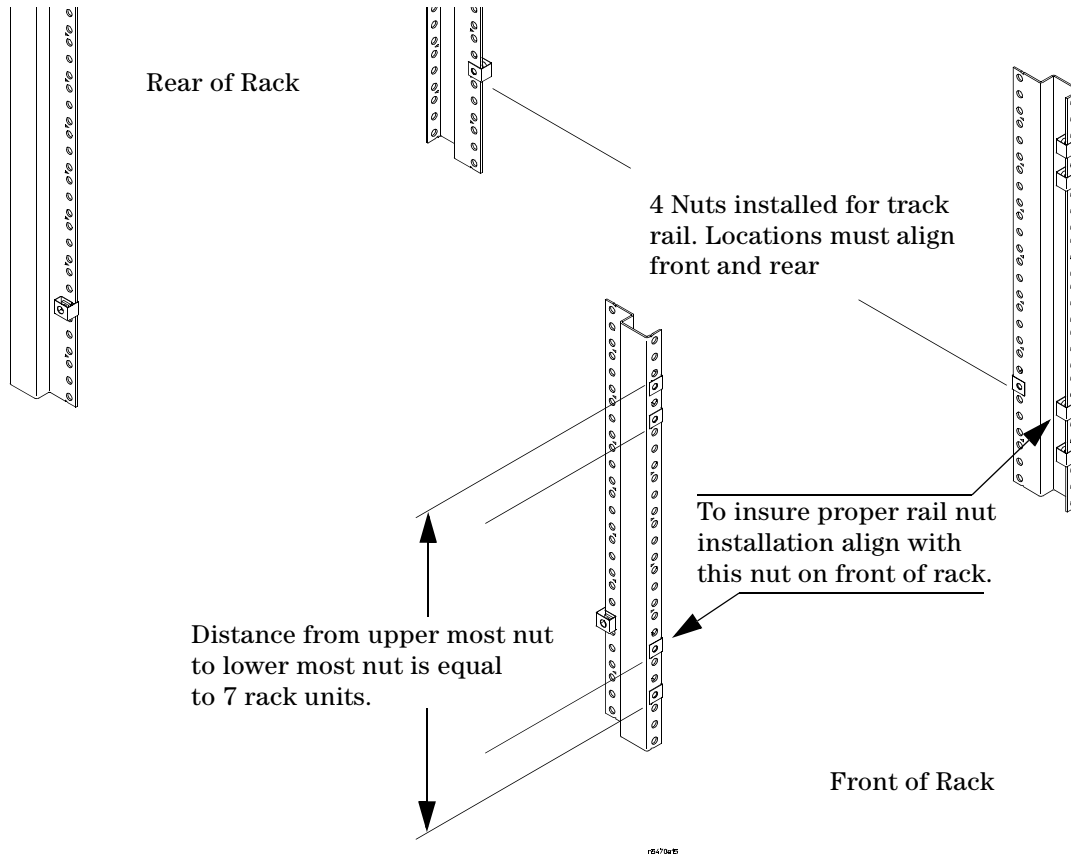 Rear of Rack
4 Nuts installed for track
rail. Locations must align
front and rear
To insure proper rail nut
installation align with
this nut on front of rack.
Distance from upper most nut
to lower most nut is equal
to 7 rack units.
Front of Rack